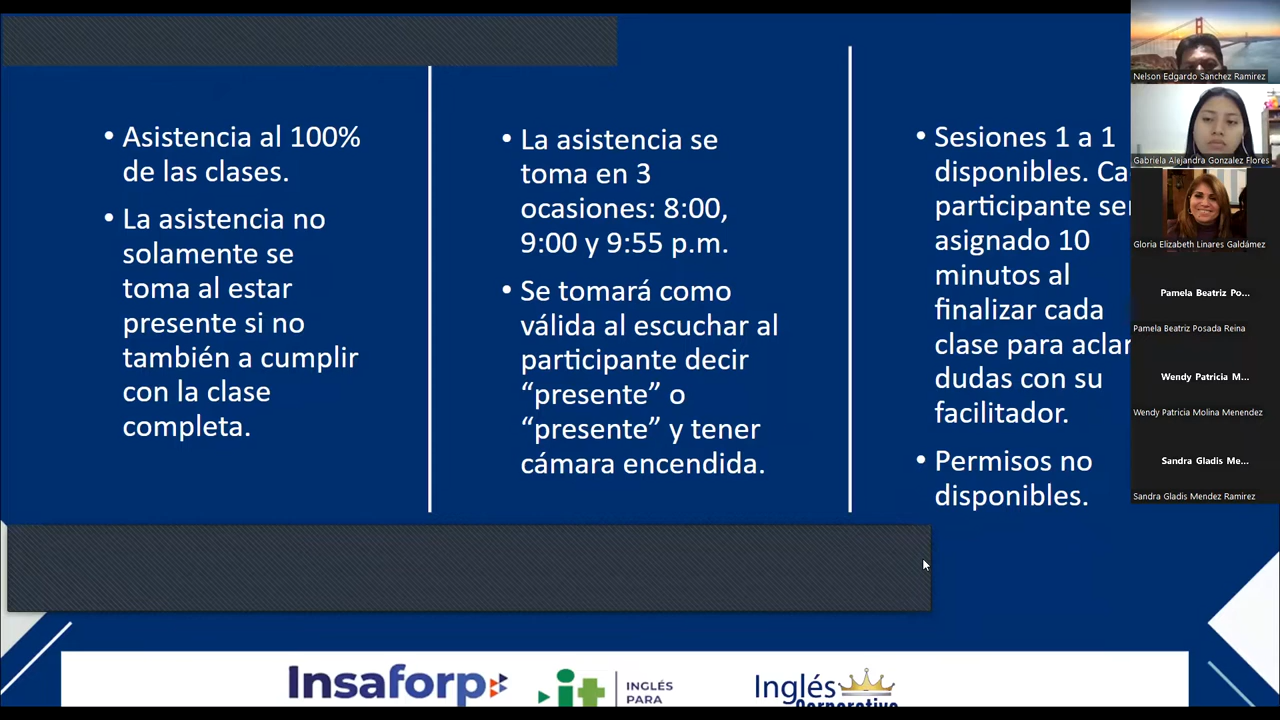 • Asistencia al 100%
de las clases.
• La asistencia no
solamente se
toma al estar
presente si no
también a cumplir
con la clase
completa.
• La asistencia se
toma en 3
ocasiones: 8:00,
9:00 y 9:55 p.m.
• Se tomará como
válida al escuchar al
participante decir
“presente” o
“presente” y tener
cámara encendida.
• Sesiones 1 a 1
disponibles. Ca
participante se
asignado 10
minutos al
finalizar cada
clase para aclar
dudas con su
facilitador.
• Permisos no
disponibles.
Nelson Edgardo Sanchez Ramirez
Gabriela Alejandra Gonzalez Flores
Gloria Elizabeth Linares Galdámez
Pamela Beatriz Po...
Pamela Beatriz Posada Reina
Wendy Patricia M...
Wendy Patricia Molina Menendez
Sandra Gladis Me...
Sandra Gladis Mendez Ramirez
Insaforp
it
INGLÉS
PARA
Inglés
Corporativo